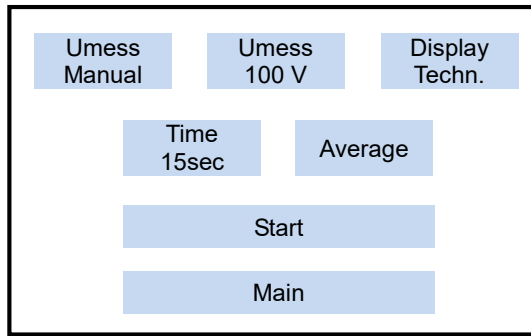 Umess
Manual
Umess
100 V
Display
Techn.
Time
15sec
Average
Start
Main